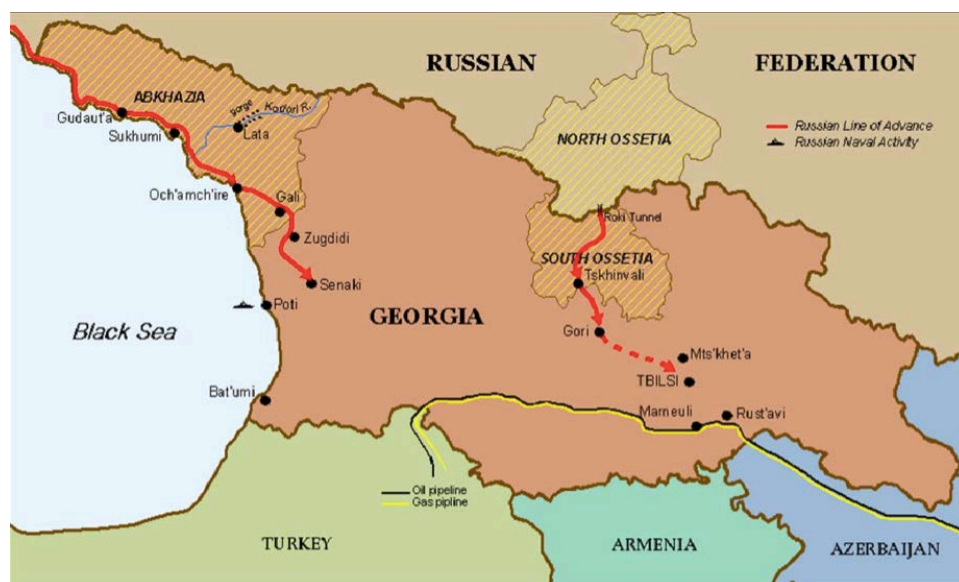 RUSSIAN FEDERATION
ABKHAZIA
Gorge
Kodori R.
Gudaut'a
Sukhumi
Lata
NORTH OSSETIA
Russian Line of Advance
Russian Naval Activity
Och'amch'ire
Gali
Roki Tunnel
Zugdidi
SOUTH OSSETIA
Tskhinvali
Senaki
Poti
GEORGIA
Black Sea
Gori
Mts'khet'a
TBILSI
Bat'umi
Marneuli
Rust'avi
Oil pipeline
Gas pipline
TURKEY
ARMENIA
AZERBAIJAN